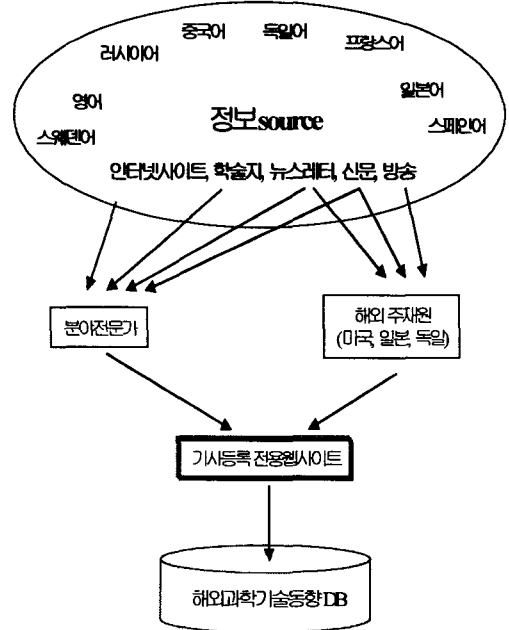 중국어
독일어
러시아어
프랑스어
영어
일본어
스웨덴어
스페인어
정보source
인터넷사이트, 학술지, 뉴스레터, 신문, 방송
분야전문가
해외 주재원
(미국, 일본, 독일)
기사등록 전용웹사이트
해외과학기술동향 DB